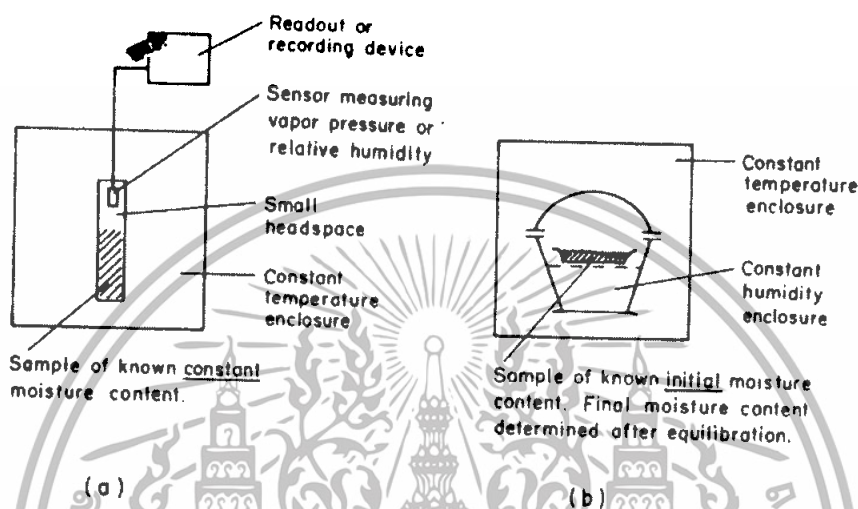 Readout or
recording device
Sensor measuring
vapor pressure or
relative humidity
Small
headspace
Constant
temperature
enclosure
Sample of known constant
moisture content.
(a)
Constant
temperature
enclosure
Constant
humidity
enclosure
Sample of known initial moisture
content. Final moisture content
determined after equilibration.
(b)